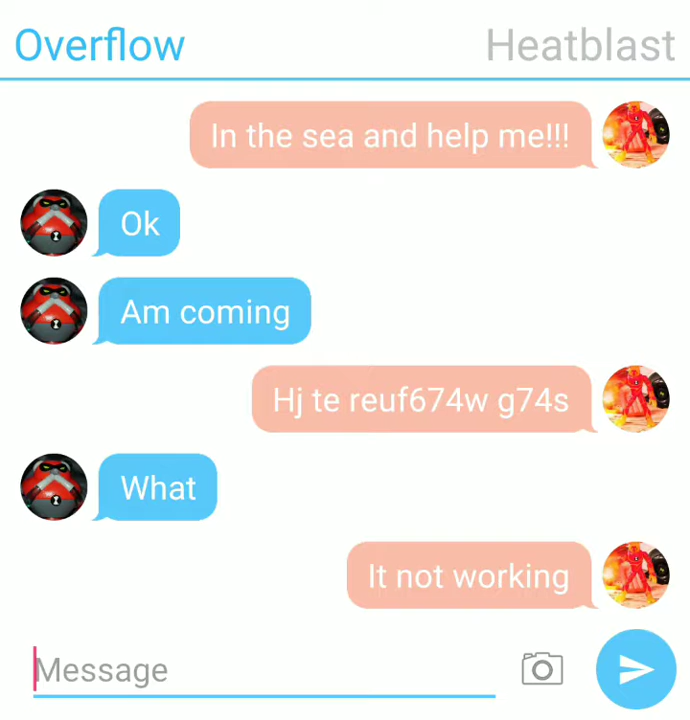 Overflow Heatblast
In the sea and help me!!!
Ok
Am coming
Hj te reuf674w g74s
What
It not working
Message